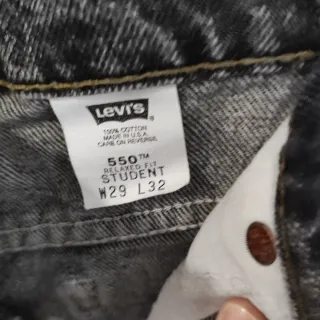 Levi's ®
100% COTTON
MADE IN U.S.A.
CARE ON REVERSE
550™
RELAXED FIT
STUDENT
W29 L32